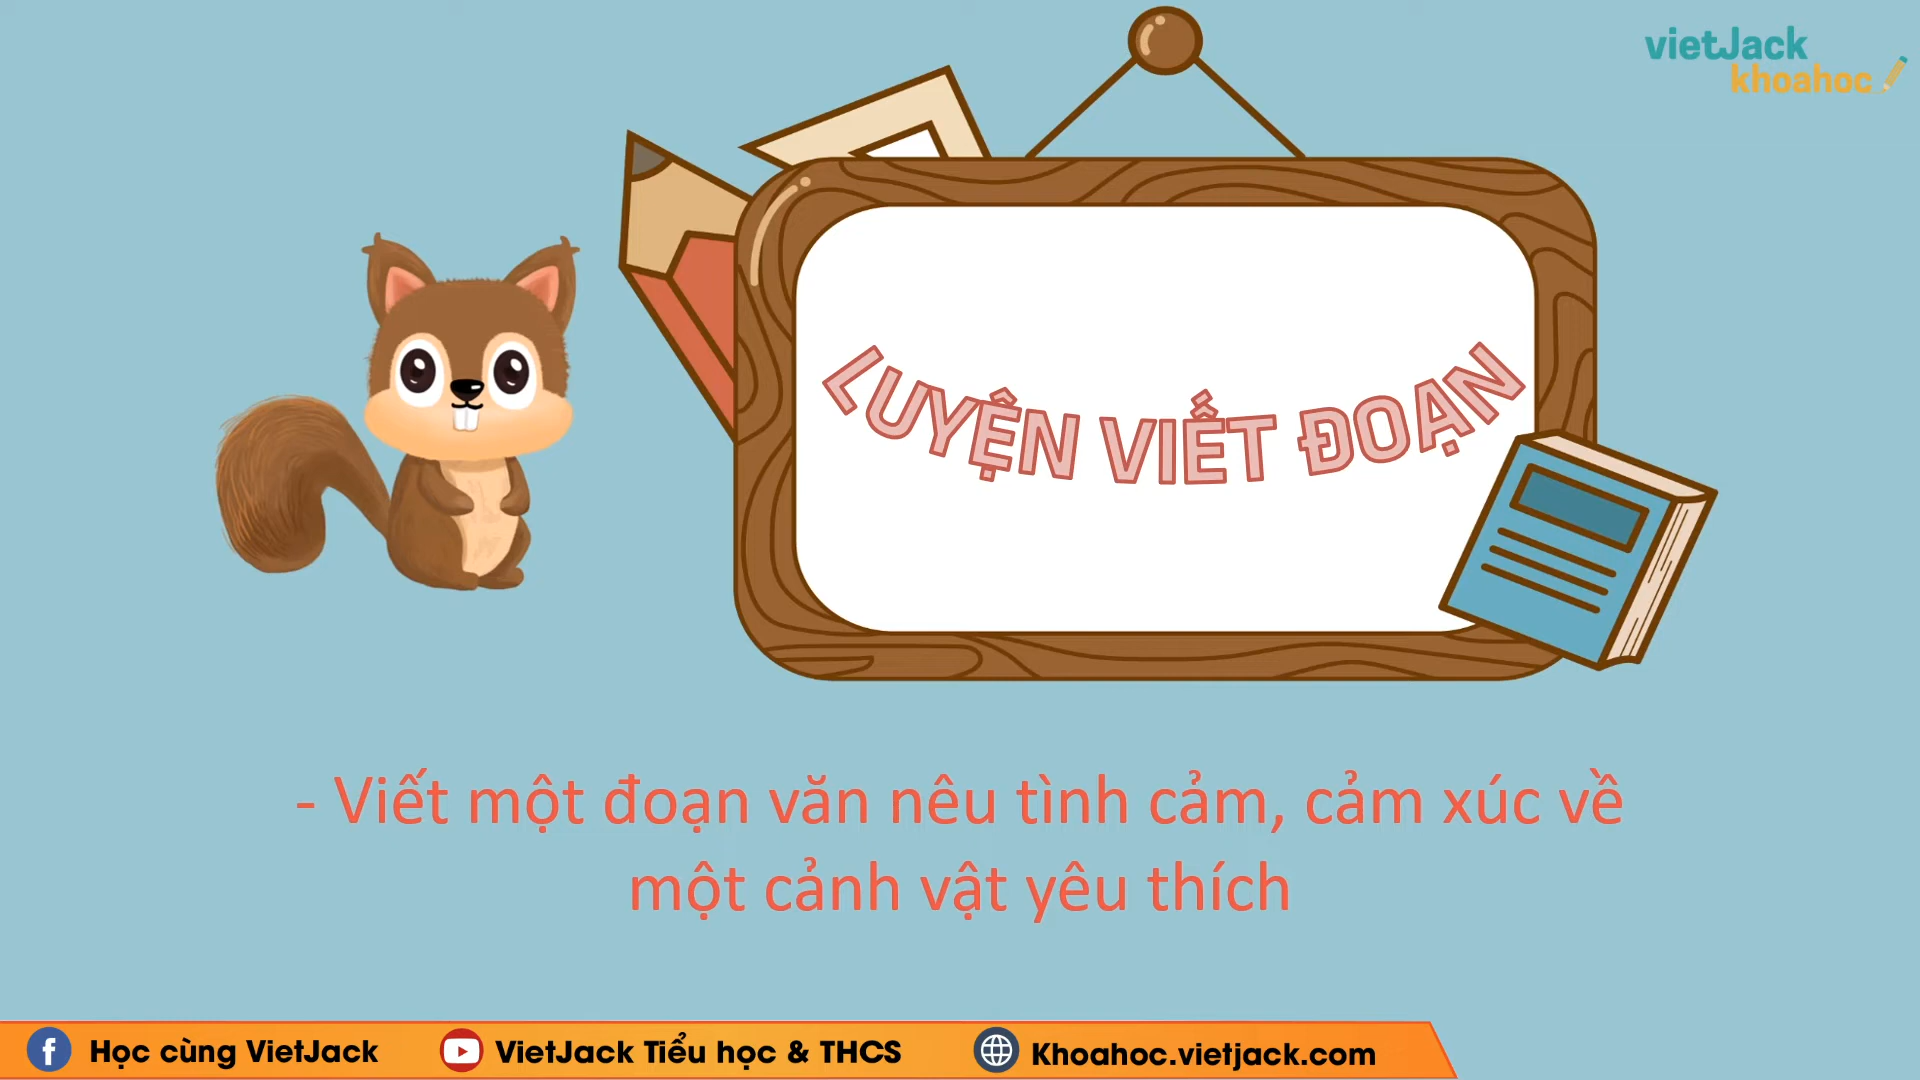 vietJack
khoahoc
LUYỆN VIẾT ĐOẠN
- Viết một đoạn văn nêu tình cảm, cảm xúc về
một cảnh vật yêu thích
Học cùng VietJack
VietJack Tiểu học & THCS
Khoahoc.vietjack.com